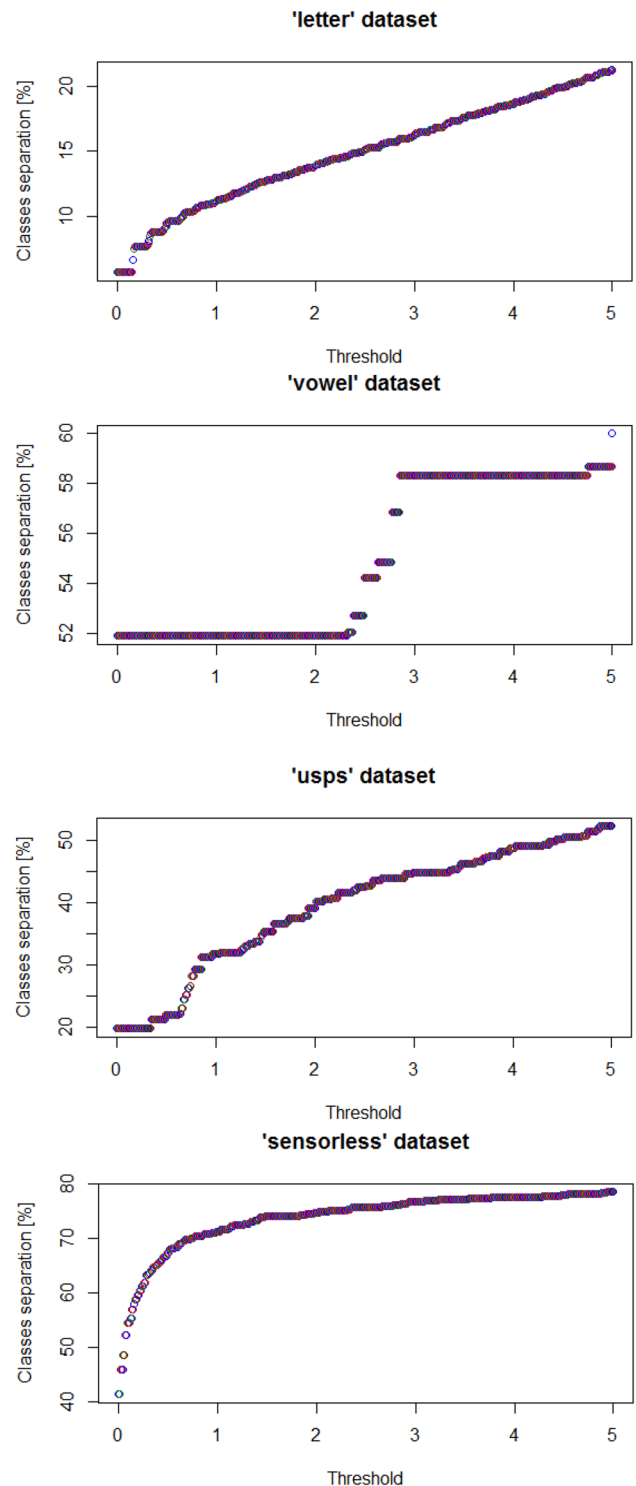 'letter' dataset
Classes separation [%]
20
15
10
0 1 2 3 4 5
Threshold
'vowel' dataset
Classes separation [%]
60
58
56
54
52
0 1 2 3 4 5
Threshold
'usps' dataset
Classes separation [%]
50
40
30
20
0 1 2 3 4 5
Threshold
'sensorless' dataset
Classes separation [%]
80
70
60
50
40
0 1 2 3 4 5
Threshold